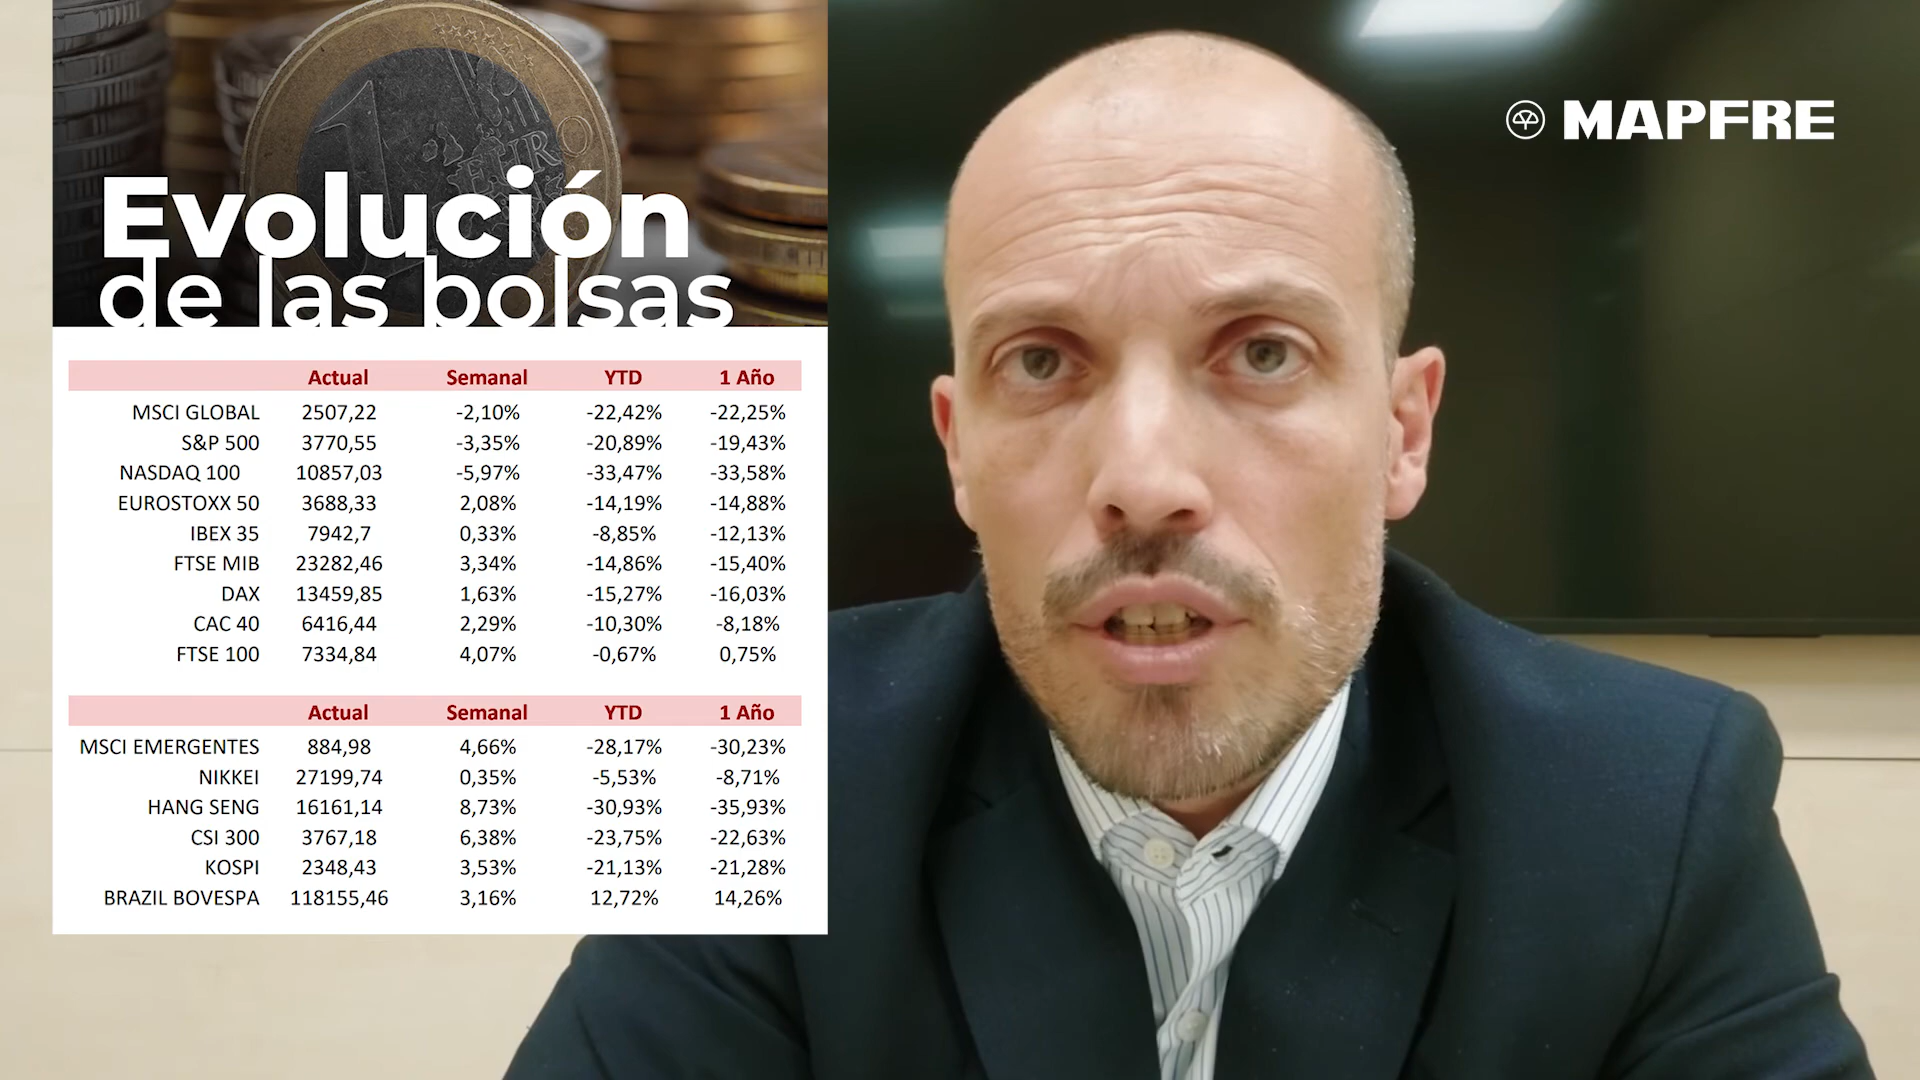 MAPFRE
Evolución
de las bolsas
Actual Semanal YTD 1 Año
MSCI GLOBAL 2507,22 -2,10% -22,42% -22,25%
S&P 500 3770,55 -3,35% -20,89% -19,43%
NASDAQ 100 10857,03 -5,97% -33,47% -33,58%
EUROSTOXX 50 3688,33 2,08% -14,19% -14,88%
IBEX 35 7942,7 0,33% -8,85% -12,13%
FTSE MIB 23282,46 3,34% -14,86% -15,40%
DAX 13459,85 1,63% -15,27% -16,03%
CAC 40 6416,44 2,29% -10,30% -8,18%
FTSE 100 7334,84 4,07% -0,67% 0,75%
Actual Semanal YTD 1 Año
MSCI EMERGENTES 884,98 4,66% -28,17% -30,23%
NIKKEI 27199,74 0,35% -5,53% -8,71%
HANG SENG 16161,14 8,73% -30,93% -35,93%
CSI 300 3767,18 6,38% -23,75% -22,63%
KOSPI 2348,43 3,53% -21,13% -21,28%
BRAZIL BOVESPA 118155,46 3,16% 12,72% 14,26%
1 EURO